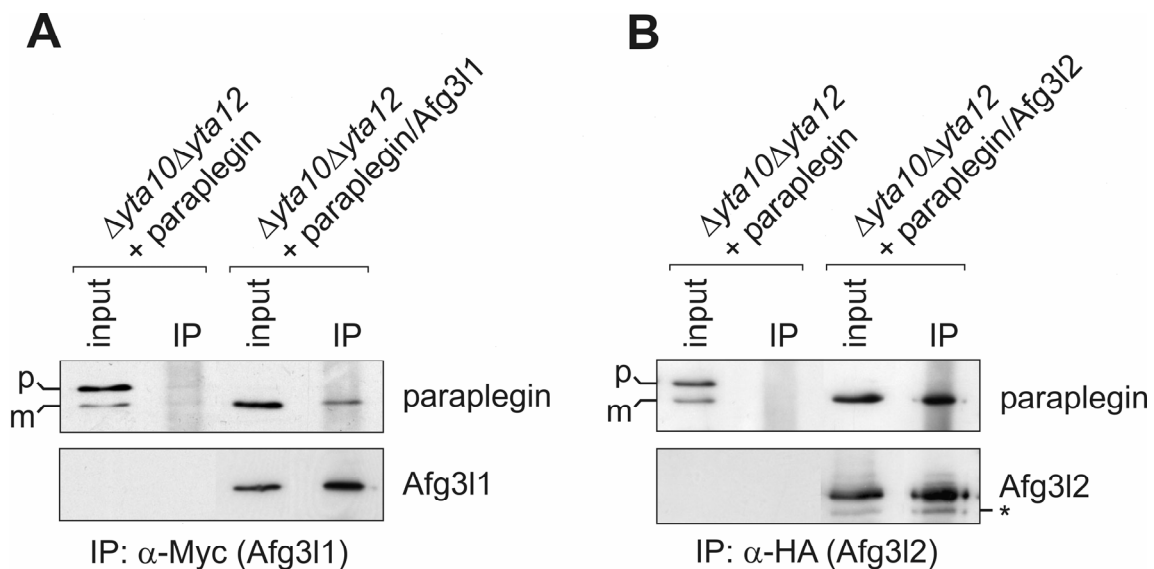 A
Δyta10Δyta12
+ paraplegin
Δyta10Δyta12
+ paraplegin/Afg3l1
input
IP
input
IP
p
m
paraplegin
Afg3l1
IP: α-Myc (Afg3l1)
B
Δyta10Δyta12
+ paraplegin
Δyta10Δyta12
+ paraplegin/Afg3l2
input
IP
input
IP
p
m
paraplegin
Afg3l2
*
IP: α-HA (Afg3l2)